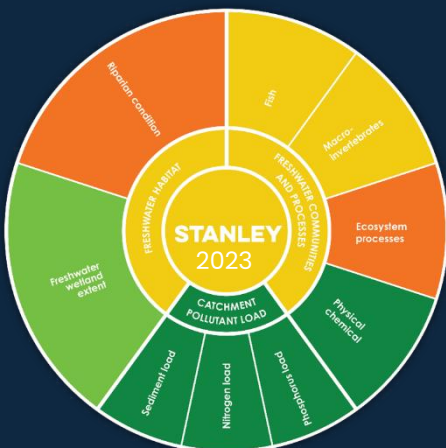 Riparian condition
Fish
Macro-
invertebrates
FRESHWATER HABITAT
FRESHWATER COMMUNITIES
AND PROCESSES
STANLEY
2023
Ecosystem
processes
Freshwater
wetland
extent
CATCHMENT
POLLUTANT LOAD
Physical
chemical
Sediment load
Nitrogen load
Phosphorus load